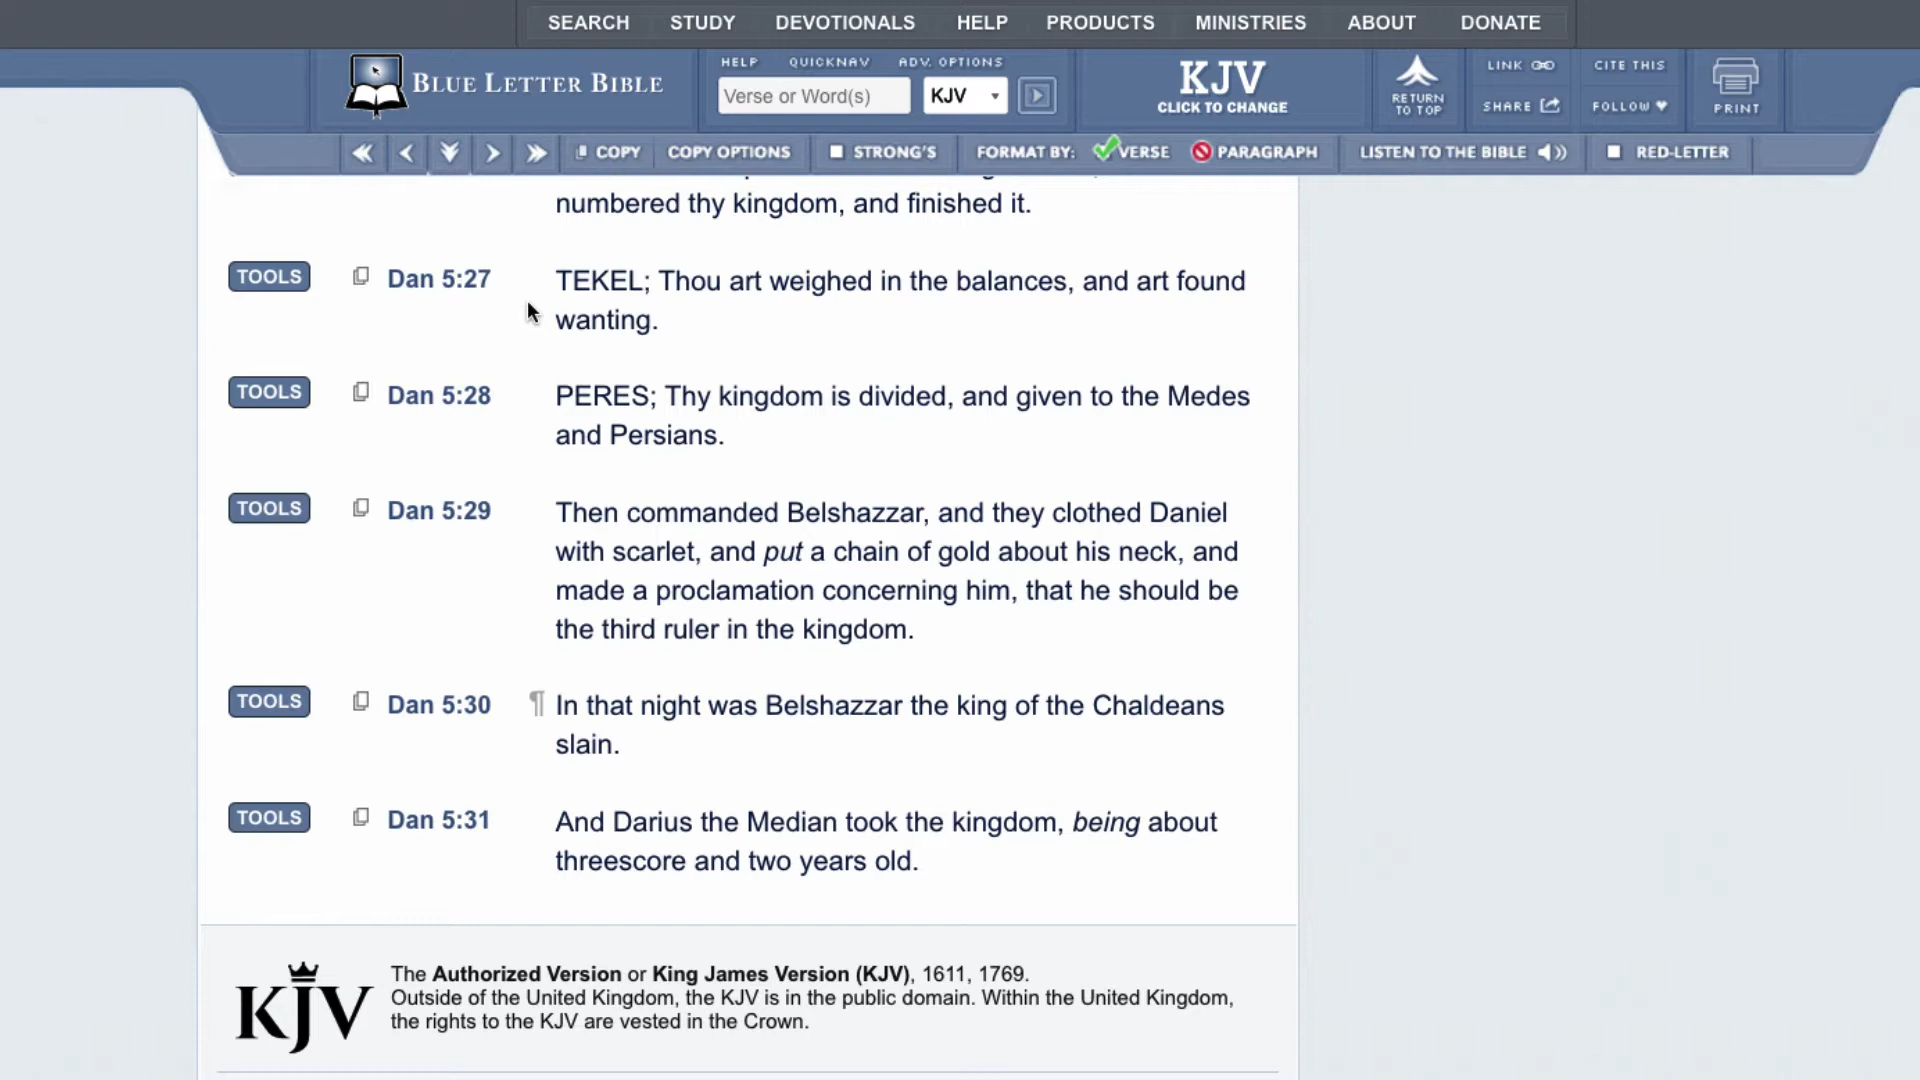 SEARCH STUDY DEVOTIONALS HELP PRODUCTS MINISTRIES ABOUT DONATE
BLUE LETTER BIBLE
HELP QUICKNAV ADV. OPTIONS
Verse or Word(s) KJV
KJV
CLICK TO CHANGE
RETURN
TO TOP
LINK
SHARE
CITE THIS
FOLLOW
PRINT
COPY COPY OPTIONS STRONG'S FORMAT BY: VERSE PARAGRAPH LISTEN TO THE BIBLE RED-LETTER
numbered thy kingdom, and finished it.
TOOLS Dan 5:27 TEKEL; Thou art weighed in the balances, and art found
wanting.
TOOLS Dan 5:28 PERES; Thy kingdom is divided, and given to the Medes
and Persians.
TOOLS Dan 5:29 Then commanded Belshazzar, and they clothed Daniel
with scarlet, and put a chain of gold about his neck, and
made a proclamation concerning him, that he should be
the third ruler in the kingdom.
TOOLS Dan 5:30 ¶ In that night was Belshazzar the king of the Chaldeans
slain.
TOOLS Dan 5:31 And Darius the Median took the kingdom, being about
threescore and two years old.
KJV
The Authorized Version or King James Version (KJV), 1611, 1769.
Outside of the United Kingdom, the KJV is in the public domain. Within the United Kingdom,
the rights to the KJV are vested in the Crown.